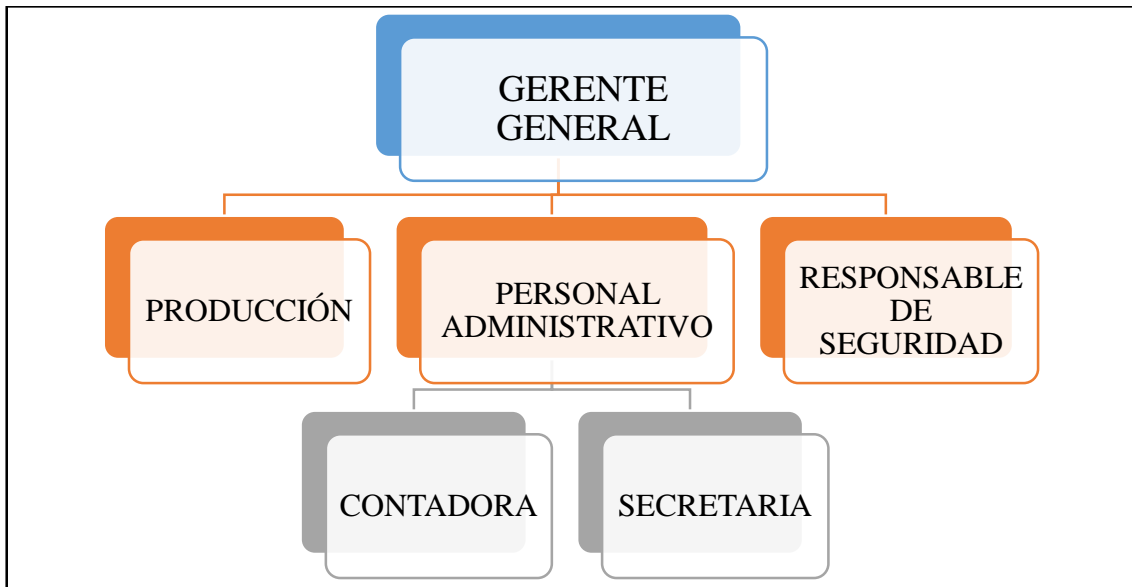 GERENTE
GENERAL
PRODUCCIÓN
PERSONAL
ADMINISTRATIVO
RESPONSABLE
DE
SEGURIDAD
CONTADORA
SECRETARIA